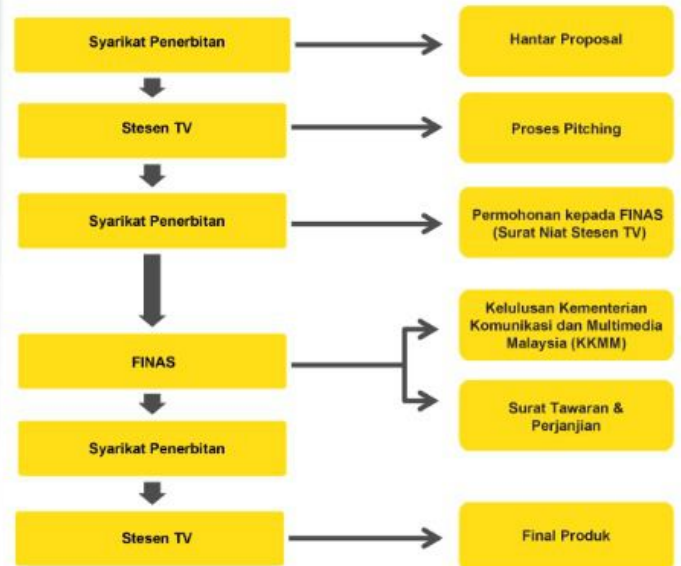 Syarikat Penerbitan
Hantar Proposal
Stesen TV
Proses Pitching
Syarikat Penerbitan
Permohonan kepada FINAS
(Surat Niat Stesen TV)
FINAS
Kelulusan Kementerian
Komunikasi dan Multimedia
Malaysia (KKMM)
Surat Tawaran &
Perjanjian
Syarikat Penerbitan
Stesen TV
Final Produk